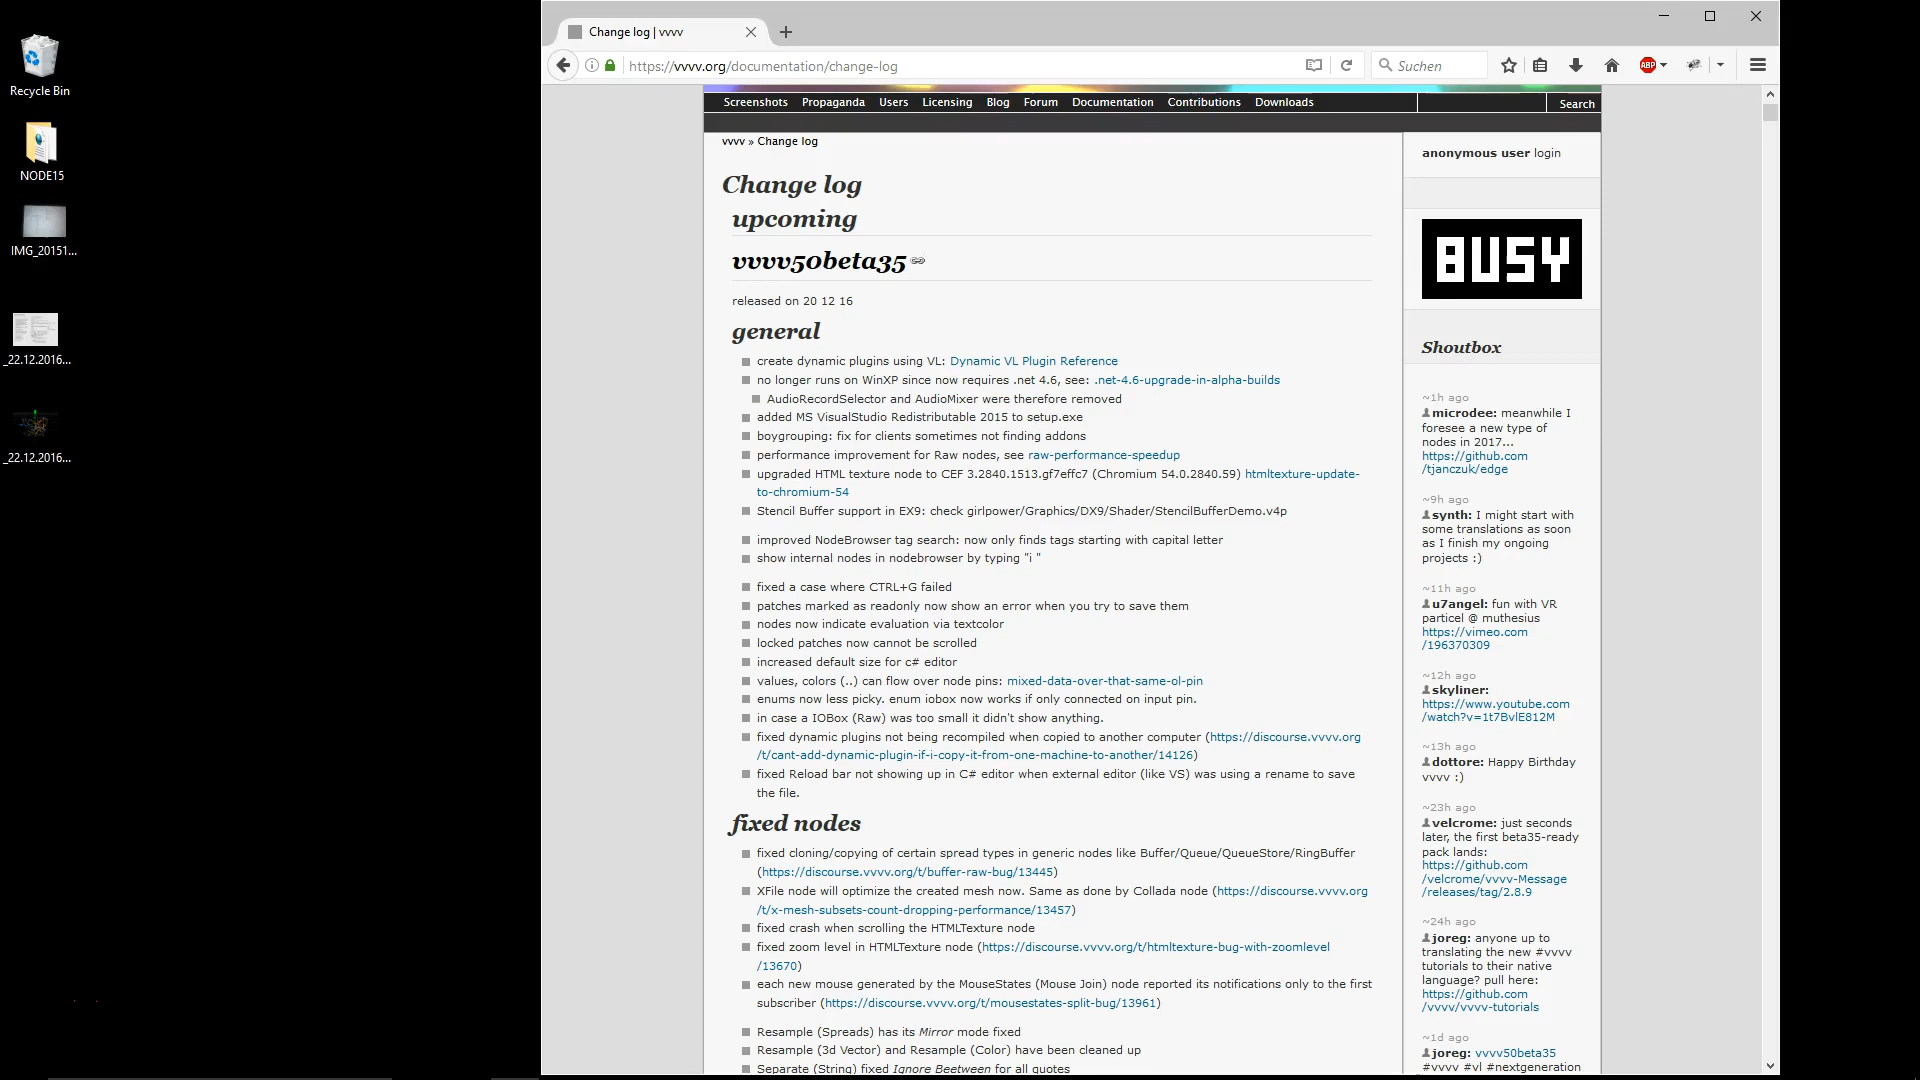 Change log | vvvv
https://vvvv.org/documentation/change-log
Suchen
ABP
Recycle Bin
NODE15
IMG_20151...
_22.12.2016...
_22.12.2016...
Screenshots Propaganda Users Licensing Blog Forum Documentation Contributions Downloads
Search
vvvv » Change log
Change log
upcoming
vvvv50beta35
released on 20 12 16
general
create dynamic plugins using VL: Dynamic VL Plugin Reference
no longer runs on WinXP since now requires .net 4.6, see: .net-4.6-upgrade-in-alpha-builds
AudioRecordSelector and AudioMixer were therefore removed
added MS VisualStudio Redistributable 2015 to setup.exe
boygrouping: fix for clients sometimes not finding addons
performance improvement for Raw nodes, see raw-performance-speedup
upgraded HTML texture node to CEF 3.2840.1513.gf7effc7 (Chromium 54.0.2840.59) htmltexture-update-
to-chromium-54
Stencil Buffer support in EX9: check girlpower/Graphics/DX9/Shader/StencilBufferDemo.v4p
improved NodeBrowser tag search: now only finds tags starting with capital letter
show internal nodes in nodebrowser by typing "i "
fixed a case where CTRL+G failed
patches marked as readonly now show an error when you try to save them
nodes now indicate evaluation via textcolor
locked patches now cannot be scrolled
increased default size for c# editor
values, colors (..) can flow over node pins: mixed-data-over-that-same-ol-pin
enums now less picky. enum iobox now works if only connected on input pin.
in case a IOBox (Raw) was too small it didn't show anything.
fixed dynamic plugins not being recompiled when copied to another computer (https://discourse.vvvv.org
/t/cant-add-dynamic-plugin-if-i-copy-it-from-one-machine-to-another/14126)
fixed Reload bar not showing up in C# editor when external editor (like VS) was using a rename to save
the file.
fixed nodes
fixed cloning/copying of certain spread types in generic nodes like Buffer/Queue/QueueStore/RingBuffer
(https://discourse.vvvv.org/t/buffer-raw-bug/13445)
XFile node will optimize the created mesh now. Same as done by Collada node (https://discourse.vvvv.org
/t/x-mesh-subsets-count-dropping-performance/13457)
fixed crash when scrolling the HTMLTexture node
fixed zoom level in HTMLTexture node (https://discourse.vvvv.org/t/htmltexture-bug-with-zoomlevel
/13670)
each new mouse generated by the MouseStates (Mouse Join) node reported its notifications only to the first
subscriber (https://discourse.vvvv.org/t/mousestates-split-bug/13961)
Resample (Spreads) has its Mirror mode fixed
Resample (3d Vector) and Resample (Color) have been cleaned up
Separate (String) fixed Ignore Beetween for all quotes
anonymous user login
BUSY
Shoutbox
~1h ago
microdee: meanwhile I
foresee a new type of
nodes in 2017...
https://github.com
/tjanczuk/edge
~9h ago
synth: I might start with
some translations as soon
as I finish my ongoing
projects :)
~11h ago
u7angel: fun with VR
particel @ muthesius
https://vimeo.com
/196370309
~12h ago
skyliner:
https://www.youtube.com
/watch?v=1t7BvlE812M
~13h ago
dottore: Happy Birthday
vvvv :)
~23h ago
velcrome: just seconds
later, the first beta35-ready
pack lands:
https://github.com
/velcrome/vvvv-Message
/releases/tag/2.8.9
~24h ago
joreg: anyone up to
translating the new #vvvv
tutorials to their native
language? pull here:
https://github.com
/vvvv/vvvv-tutorials
~1d ago
joreg: vvvv50beta35
#vvvv #vl #nextgeneration